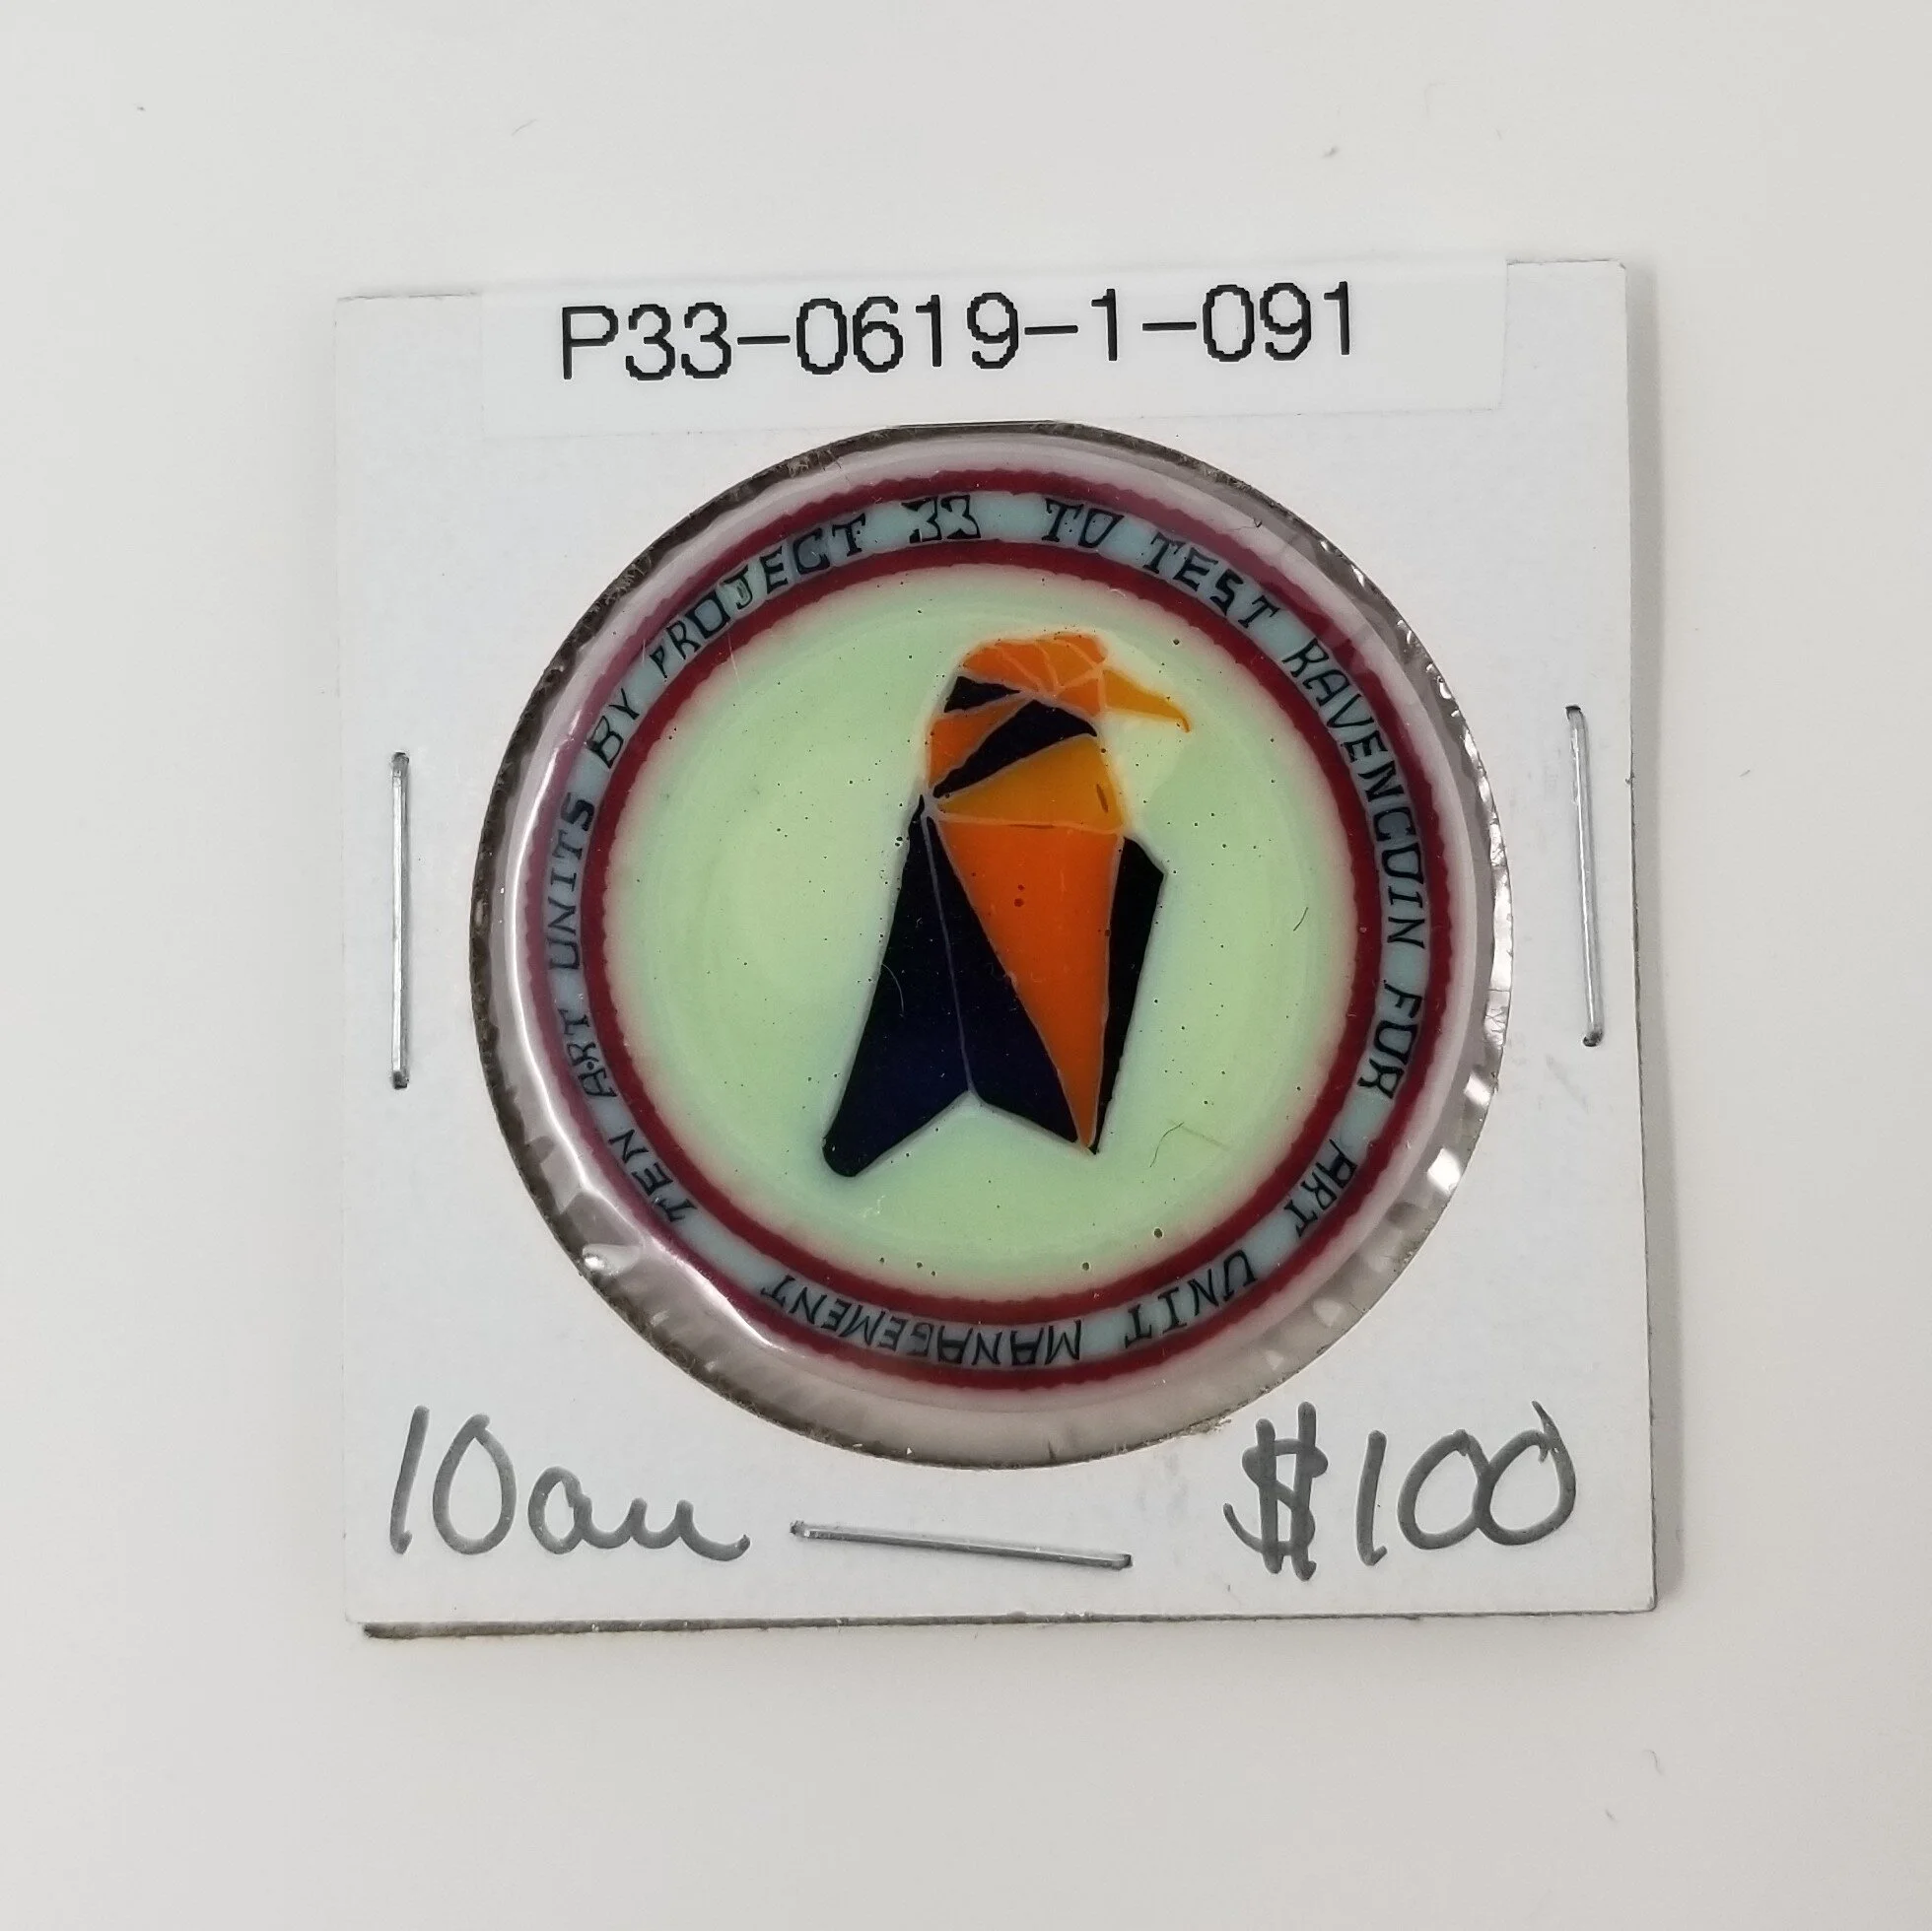 P33-0619-1-091
TEN ART UNITS BY PROJECT 33 TO TEST RAVENCOIN FOR ART UNIT MANAGEMENT
10au
$100